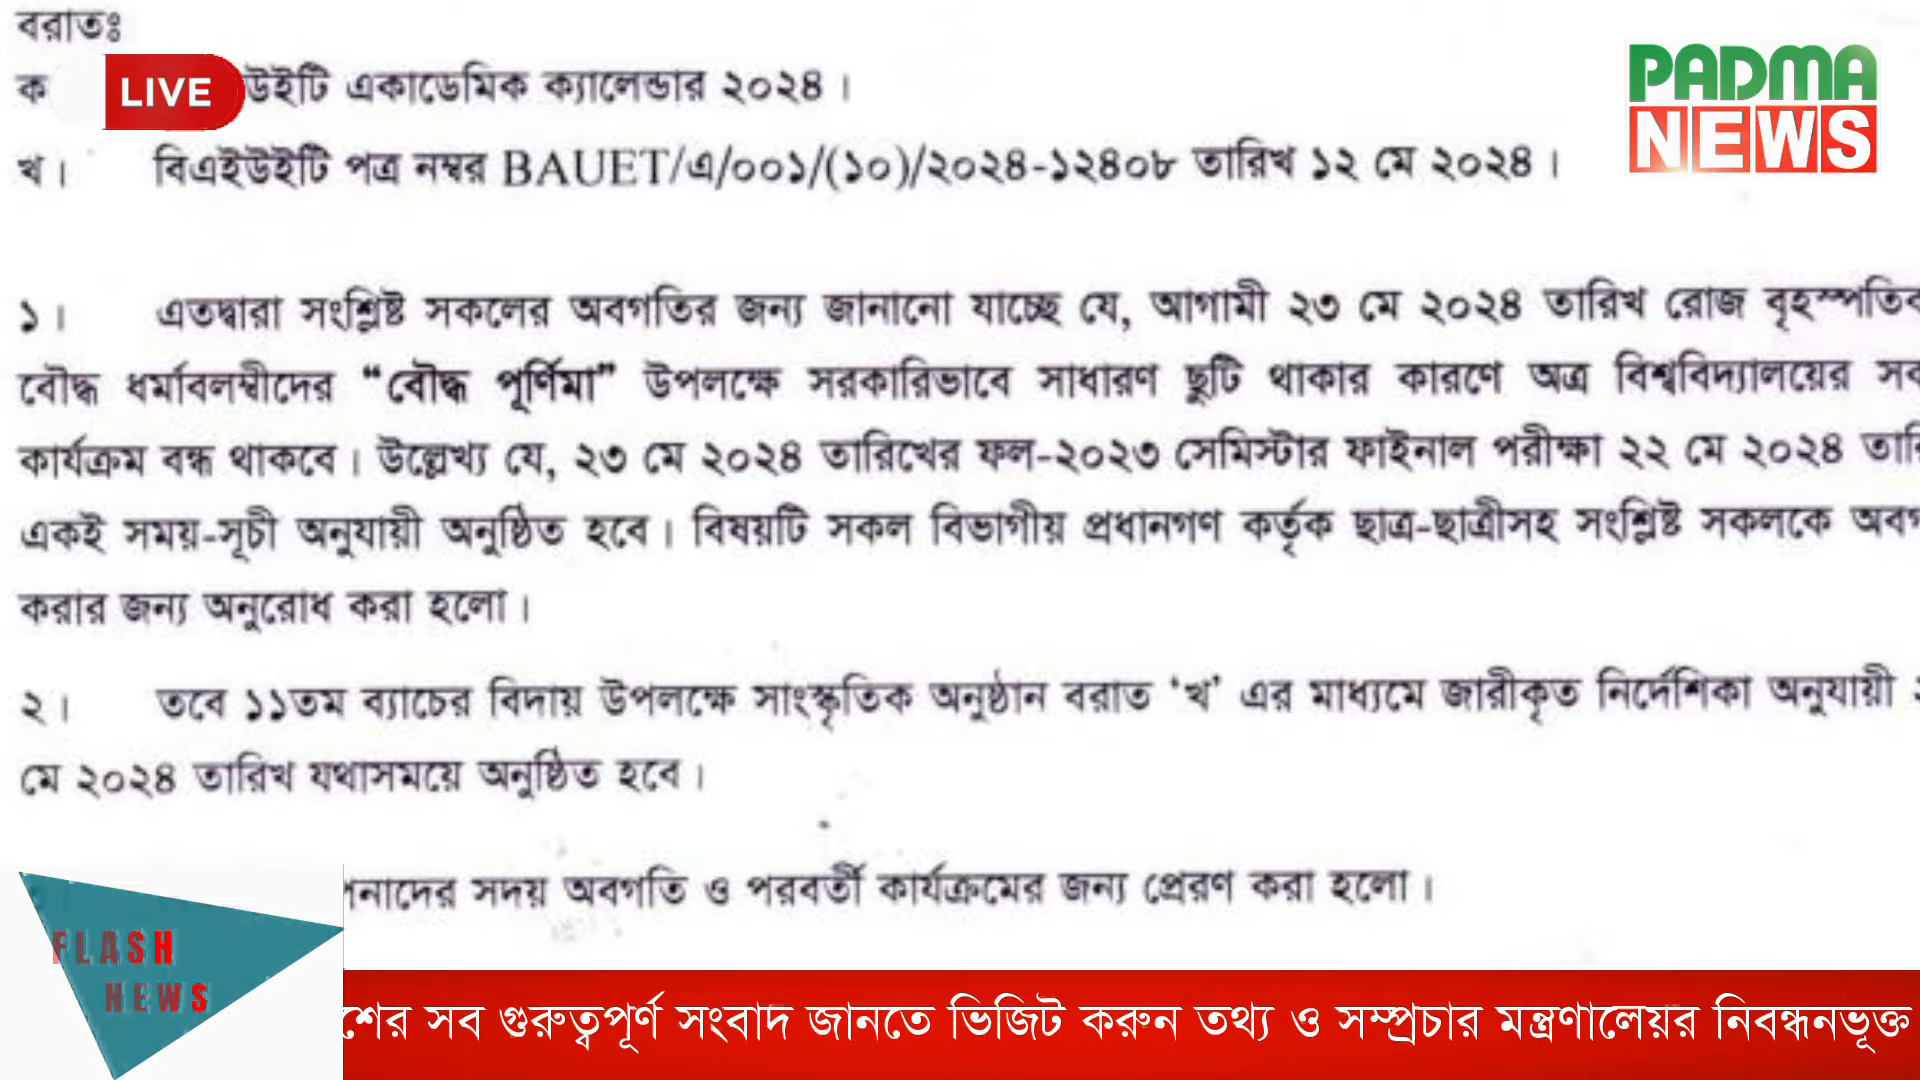 বরাতঃ
ক
LIVE
উইটি একাডেমিক ক্যালেন্ডার ২০২৪।
PADMA
NEWS
খ। বিএইউইটি পত্র নম্বর BAUET/এ/০০১/(১০)/২০২৪-১২৪০৮ তারিখ ১২ মে ২০২৪।
১। এতদ্বারা সংশ্লিষ্ট সকলের অবগতির জন্য জানানো যাচ্ছে যে, আগামী ২৩ মে ২০২৪ তারিখ রোজ
বৌদ্ধ ধর্মাবলম্বীদের “বৌদ্ধ পূর্ণিমা” উপলক্ষে সরকারিভাবে সাধারণ ছুটি থাকার কারণে অত্র বিশ্ববিদ্যালয়ের
কার্যক্রম বন্ধ থাকবে। উল্লেখ্য যে, ২৩ মে ২০২৪ তারিখের ফল-২০২৩ সেমিস্টার ফাইনাল পরীক্ষা ২২ মে ২০২৪
একই সময়-সূচী অনুযায়ী অনুষ্ঠিত হবে। বিষয়টি সকল বিভাগীয় প্রধানগণ কর্তৃক ছাত্র-ছাত্রীসহ সংশ্লিষ্ট সকলকে
করার জন্য অনুরোধ করা হলো।
২। তবে ১১তম ব্যাচের বিদায় উপলক্ষে সাংস্কৃতিক অনুষ্ঠান বরাত ‘খ’ এর মাধ্যমে জারীকৃত নির্দেশিকা অনুযায়ী
মে ২০২৪ তারিখ যথাসময়ে অনুষ্ঠিত হবে।
নাদের সদয় অবগতি ও পরবর্তী কার্যক্রমের জন্য প্রেরণ করা হলো।
FLASH
NEWS
শের সব গুরুত্বপূর্ণ সংবাদ জানতে ভিজিট করুন তথ্য ও সম্প্রচার মন্ত্রণালেয়র নিবন্ধনভূক্ত